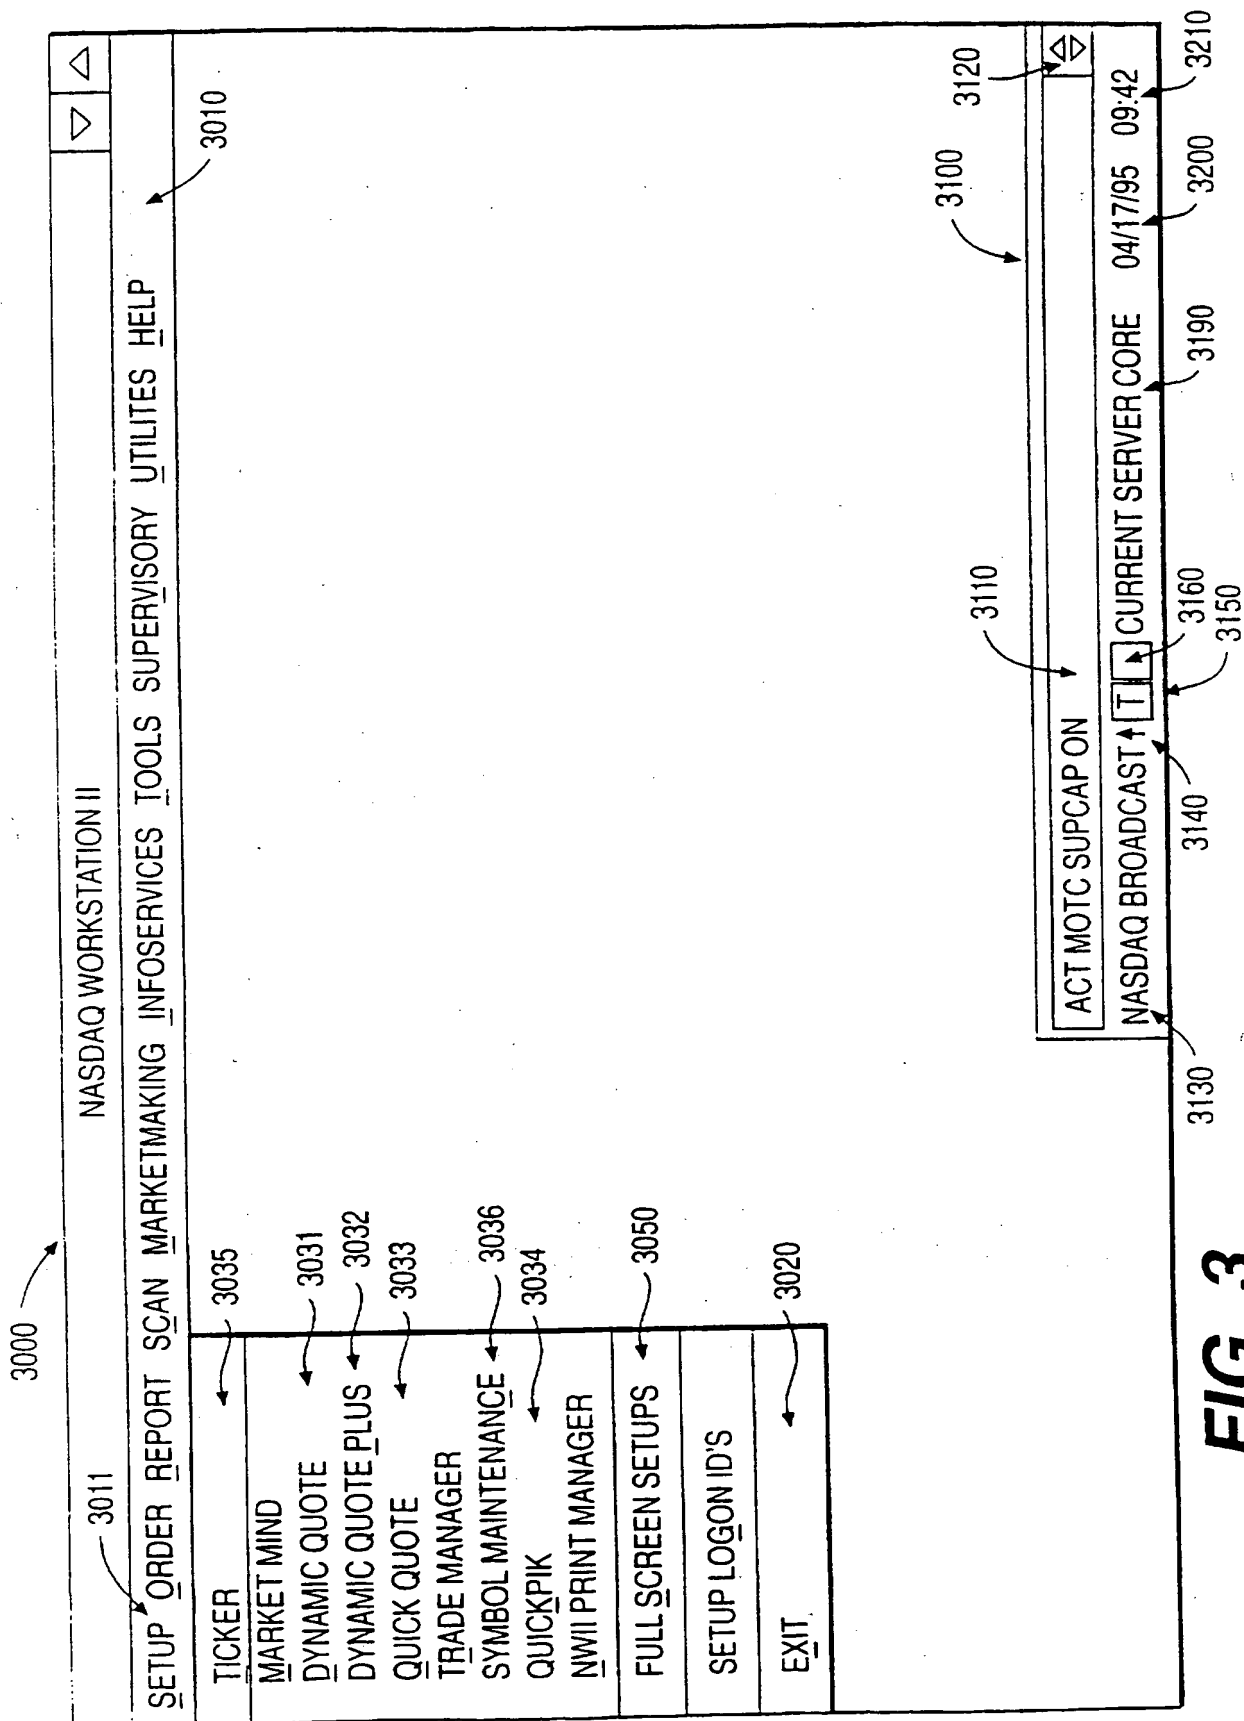 3000
NASDAQ WORKSTATION II
3011
SETUP ORDER REPORT SCAN MARKETMAKING INFOSERVICES TOOLS SUPERVISORY UTILITES HELP
3010
TICKER 3035
MARKET MIND
DYNAMIC QUOTE 3031
DYNAMIC QUOTE PLUS 3032
QUICK QUOTE 3033
TRADE MANAGER
SYMBOL MAINTENANCE 3036
QUICKPIK 3034
NWII PRINT MANAGER
FULL SCREEN SETUPS 3050
SETUP LOGON ID'S
EXIT 3020
3100
3110
3120
ACT MOTC SUPCAP ON
NASDAQ BROADCAST T CURRENT SERVER CORE 04/17/95 09:42
3130
3140
3150
3160
3190
3200
3210
FIG. 3